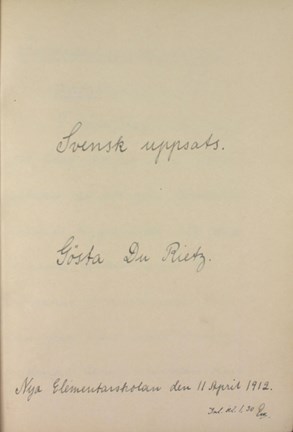 Svensk uppsats.
Gösta Du Rietz.
Nya Elementarskolan den 11 April 1912.